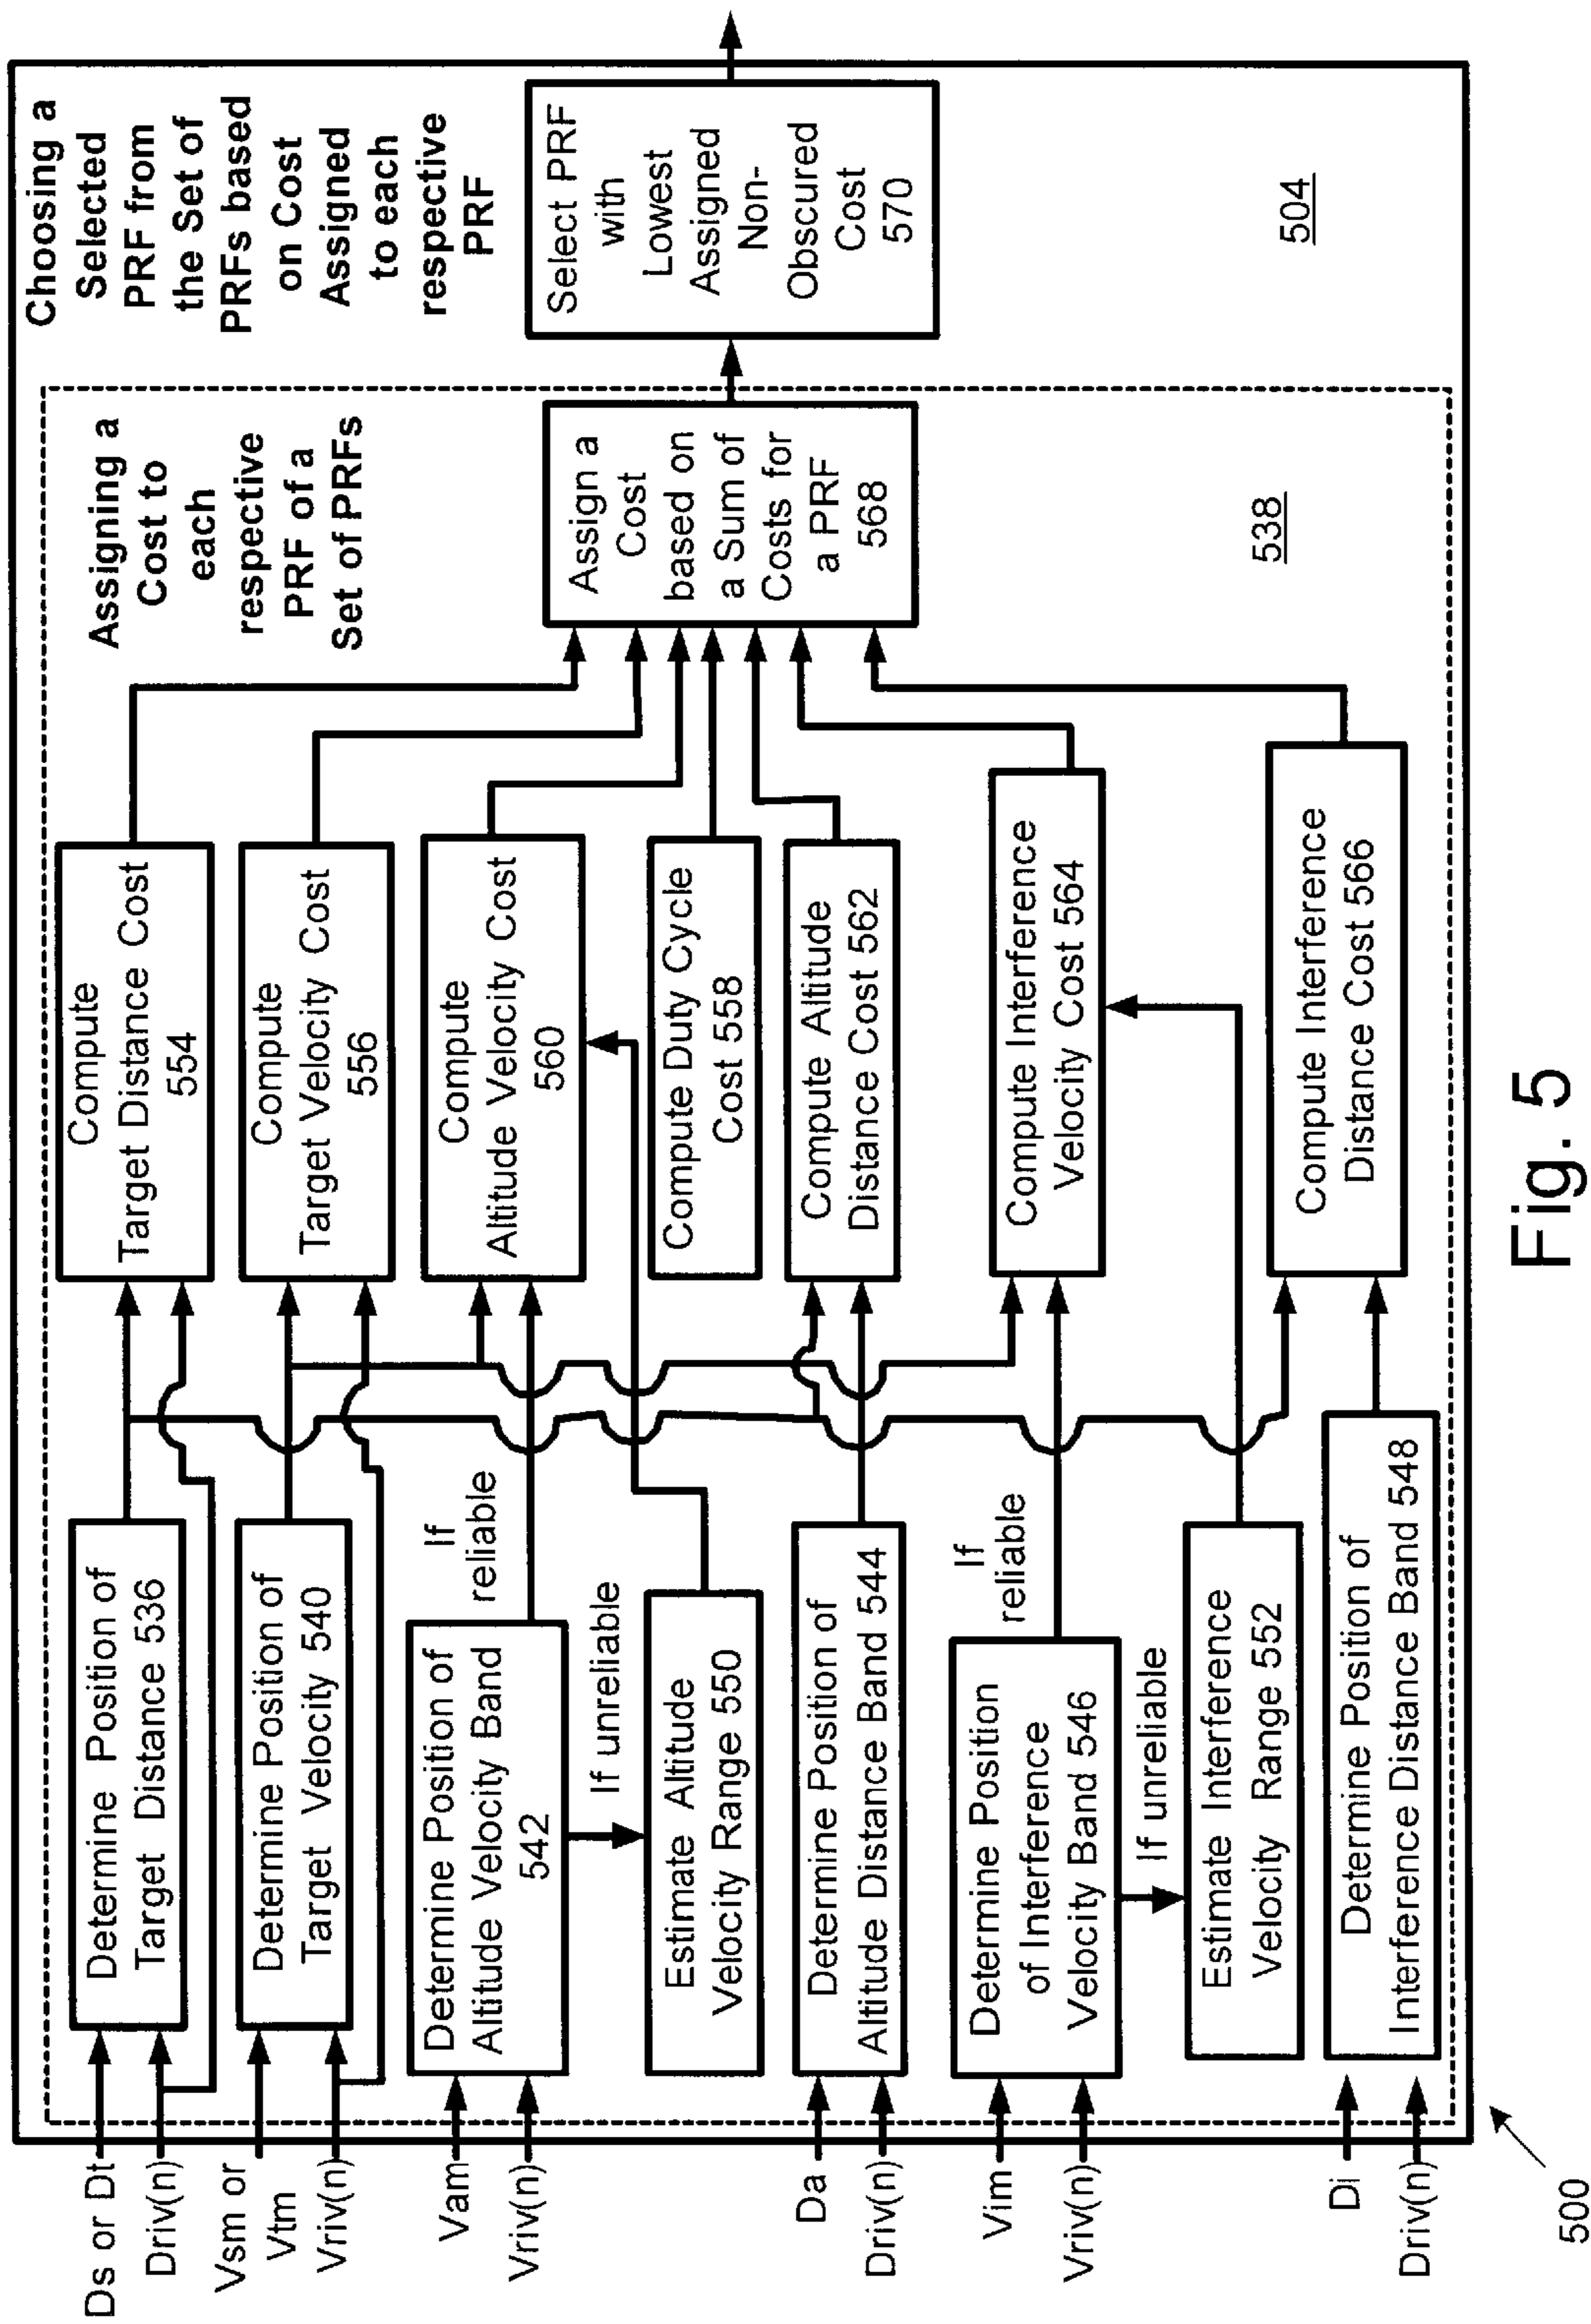 Ds or Dt
Driv(n)
Vsm or
Vtm
Vriv(n)
Vam
Vriv(n)
Da
Driv(n)
Vim
Vriv(n)
Di
Driv(n)
Determine Position of
Target Distance 536
Determine Position of
Target Velocity 540
Determine Position of
Altitude Velocity Band
542
If
reliable
If unreliable
Estimate Altitude
Velocity Range 550
Determine Position of
Altitude Distance Band 544
Determine Position
of Interference
Velocity Band 546
If
reliable
If unreliable
Estimate Interference
Velocity Range 552
Determine Position of
Interference Distance Band 548
Compute
Target Distance Cost
554
Compute
Target Velocity Cost
556
Compute
Altitude Velocity Cost
560
Compute Duty Cycle
Cost 558
Compute Altitude
Distance Cost 562
Compute Interference
Velocity Cost 564
Compute Interference
Distance Cost 566
Assigning a
Cost to
each
respective
PRF of a
Set of PRFs
Assign a
Cost
based on
a Sum of
Costs for
a PRF
568
538
Choosing a
Selected
PRF from
the Set of
PRFs based
on Cost
Assigned
to each
respective
PRF
Select PRF
with
Lowest
Assigned
Non-
Obscured
Cost
570
504
500
Fig. 5